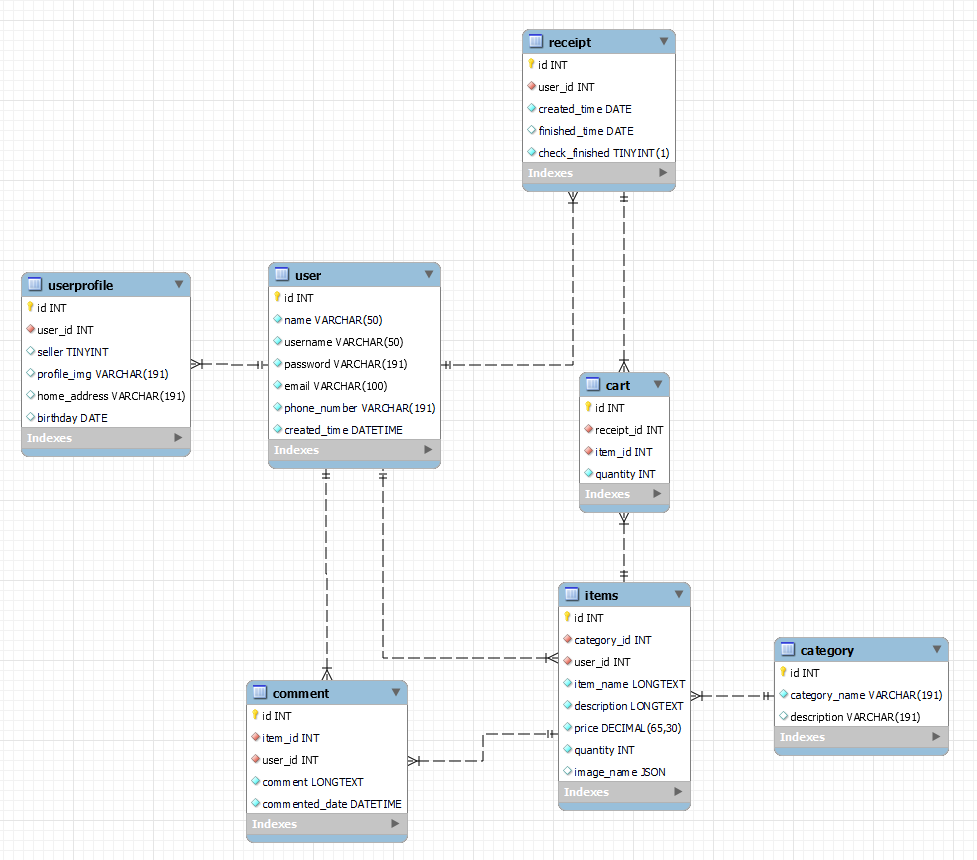 receipt
id INT
user_id INT
created_time DATE
finished_time DATE
check_finished TINYINT(1)
Indexes
userprofile
id INT
user_id INT
seller TINYINT
profile_img VARCHAR(191)
home_address VARCHAR(191)
birthday DATE
Indexes
user
id INT
name VARCHAR(50)
username VARCHAR(50)
password VARCHAR(191)
email VARCHAR(100)
phone_number VARCHAR(191)
created_time DATETIME
Indexes
cart
id INT
receipt_id INT
item_id INT
quantity INT
Indexes
items
id INT
category_id INT
user_id INT
item_name LONGTEXT
description LONGTEXT
price DECIMAL(65,30)
quantity INT
image_name JSON
Indexes
category
id INT
category_name VARCHAR(191)
description VARCHAR(191)
Indexes
comment
id INT
item_id INT
user_id INT
comment LONGTEXT
commented_date DATETIME
Indexes